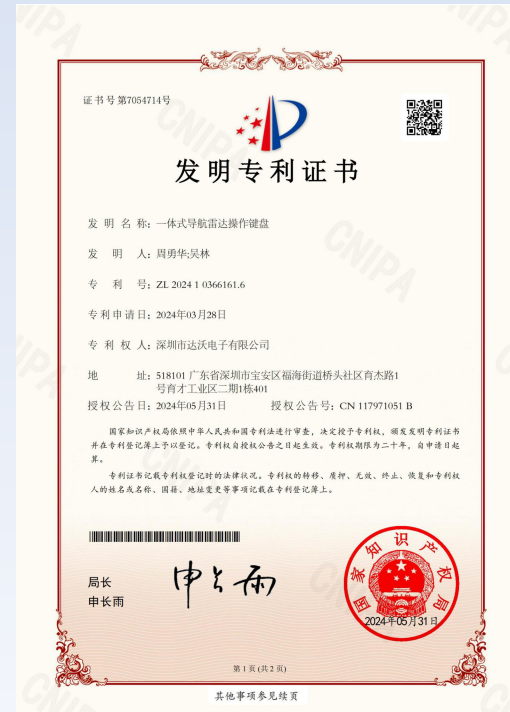 证书号第7054714号
发明专利证书
发 明 名 称: 一体式导航雷达操作键盘
发 明 人: 周勇华;吴林
专 利 号: ZL 2024 1 0366161.6
专利申请日: 2024年03月28日
专 利 权 人: 深圳市达沃电子有限公司
地 址: 518101 广东省深圳市宝安区福海街道桥头社区育杰路1
号育才工业区二期1栋401
授权公告日: 2024年05月31日 授权公告号: CN 117971051 B
国家知识产权局依照中华人民共和国专利法进行审查,决定授予专利权,颁发发明专利证书
并在专利登记簿上予以登记。专利权自授权公告之日起生效。专利权期限为二十年,自申请日起
算。
专利证书记载专利权登记时的法律状况。专利权的转移、质押、无效、终止、恢复和专利权
人的姓名或名称、国籍、地址变更等事项记载在专利登记簿上。
局长
申长雨
申长雨
国家知识产权局
2024年05月31日
第 1 页 (共 2 页)
其他事项参见续页
CNIPA
CNIPA
CNIPA